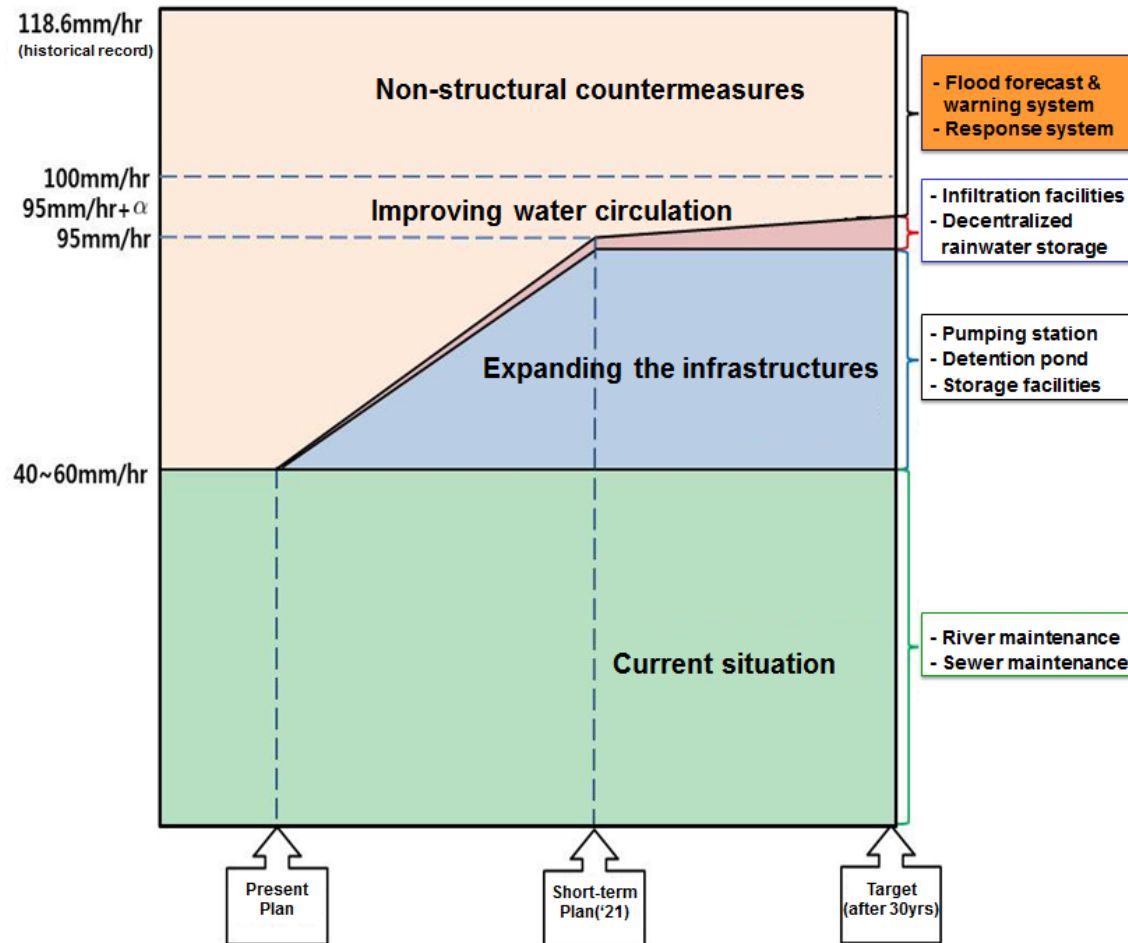 118.6mm/hr
(historical record)
Non-structural countermeasures
100mm/hr
95mm/hr+α
Improving water circulation
95mm/hr
Expanding the infrastructures
40~60mm/hr
Current situation
- Flood forecast &
warning system
- Response system
- Infiltration facilities
- Decentralized
rainwater storage
- Pumping station
- Detention pond
- Storage facilities
- River maintenance
- Sewer maintenance
Present
Plan
Short-term
Plan('21)
Target
(after 30yrs)